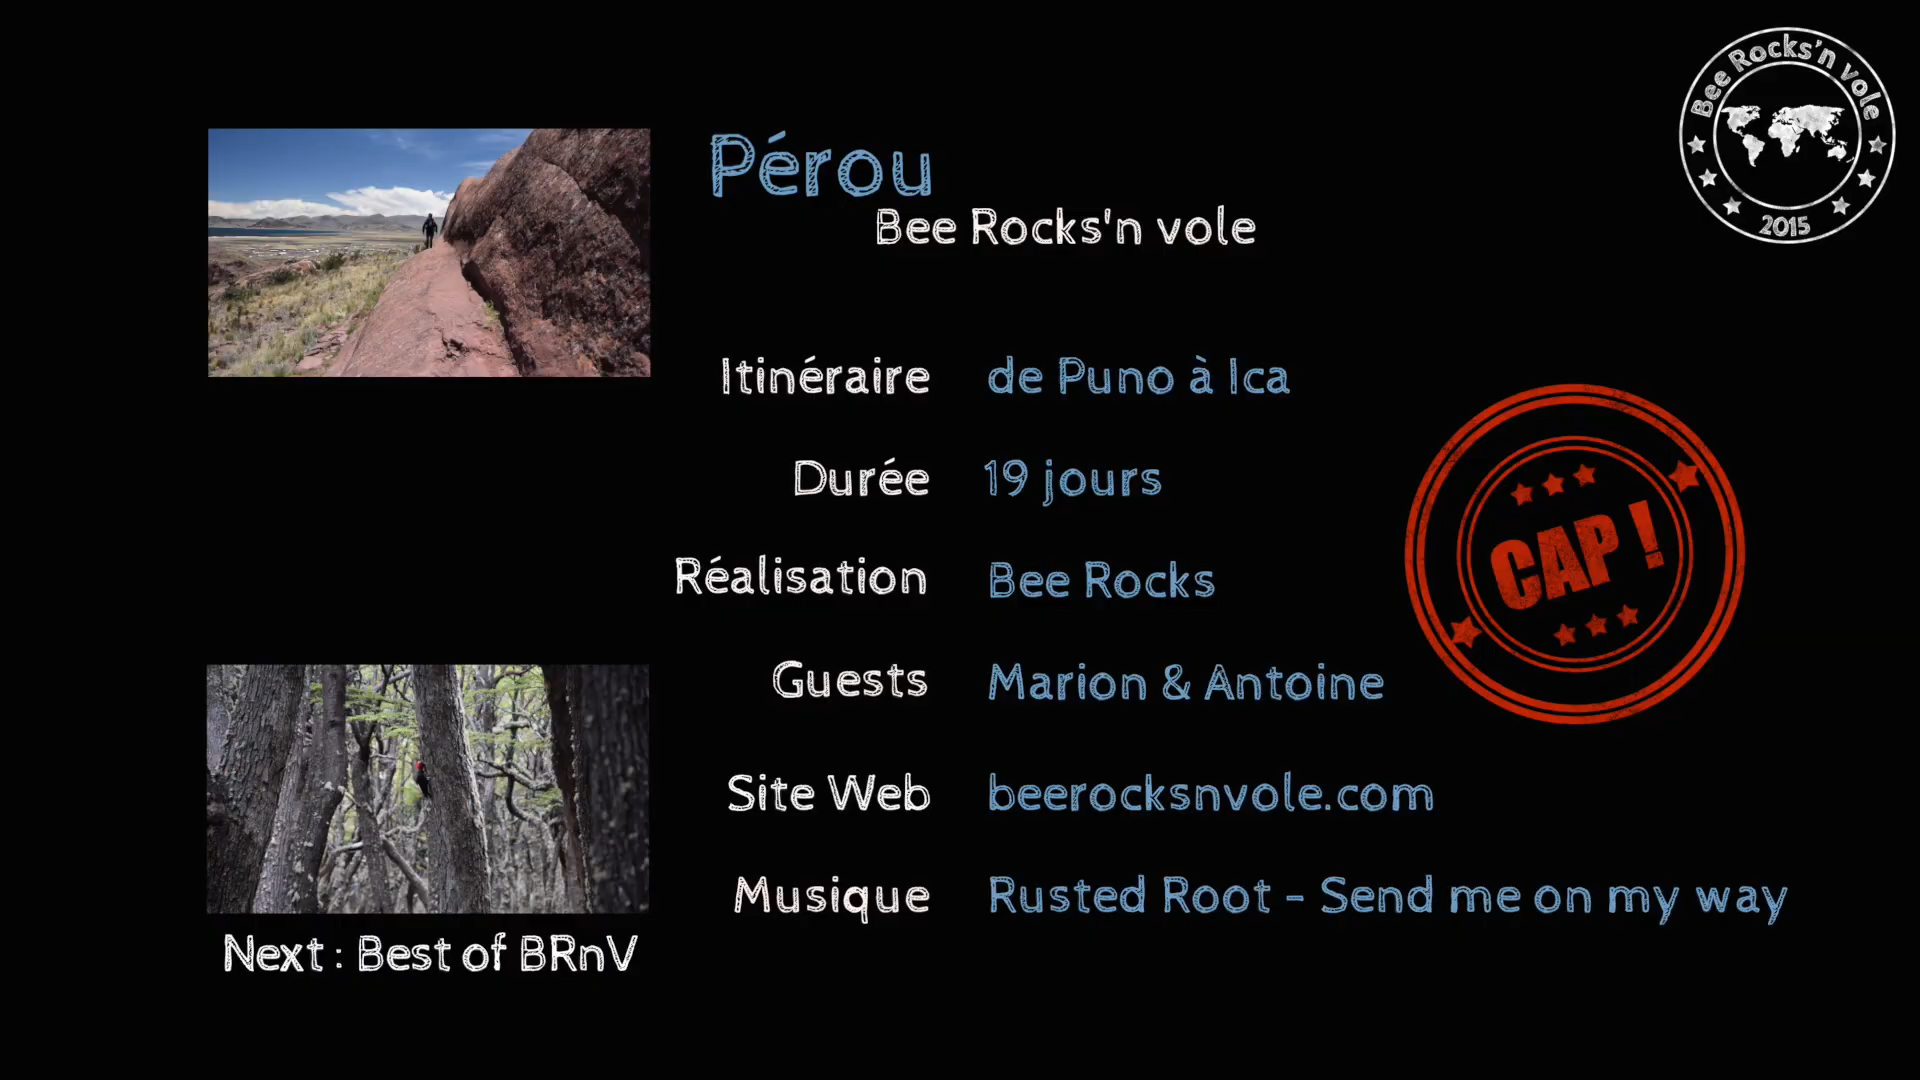 Bee Rocks'n vole
2015
Pérou
Bee Rocks'n vole
Itinéraire de Puno à Ica
Durée 19 jours
Réalisation Bee Rocks
Guests Marion & Antoine
Site Web beerocksnvole.com
Musique Rusted Root - Send me on my way
CAP !
Next : Best of BRnV